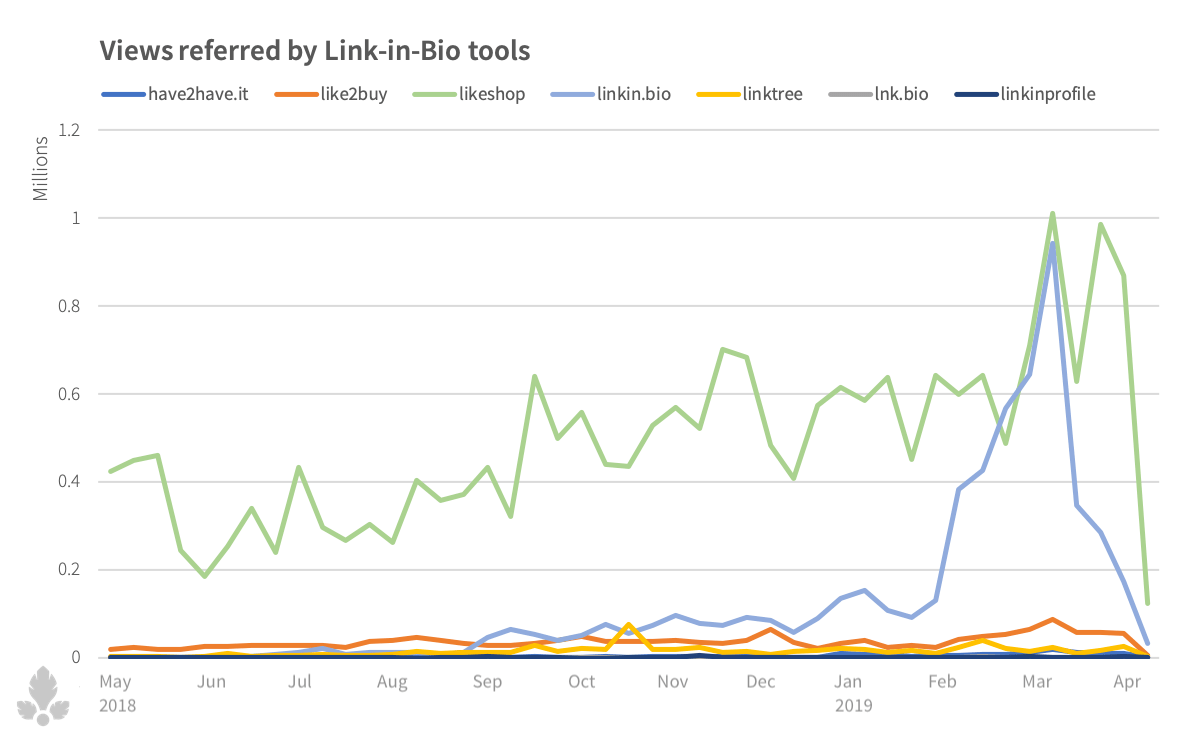 Views referred by Link-in-Bio tools
have2have.it like2buy likeshop linkin.bio linktree lnk.bio linkinprofile
Millions
1.2
1
0.8
0.6
0.4
0.2
0
May Jun Jul Aug Sep Oct Nov Dec Jan Feb Mar Apr
2018 2019